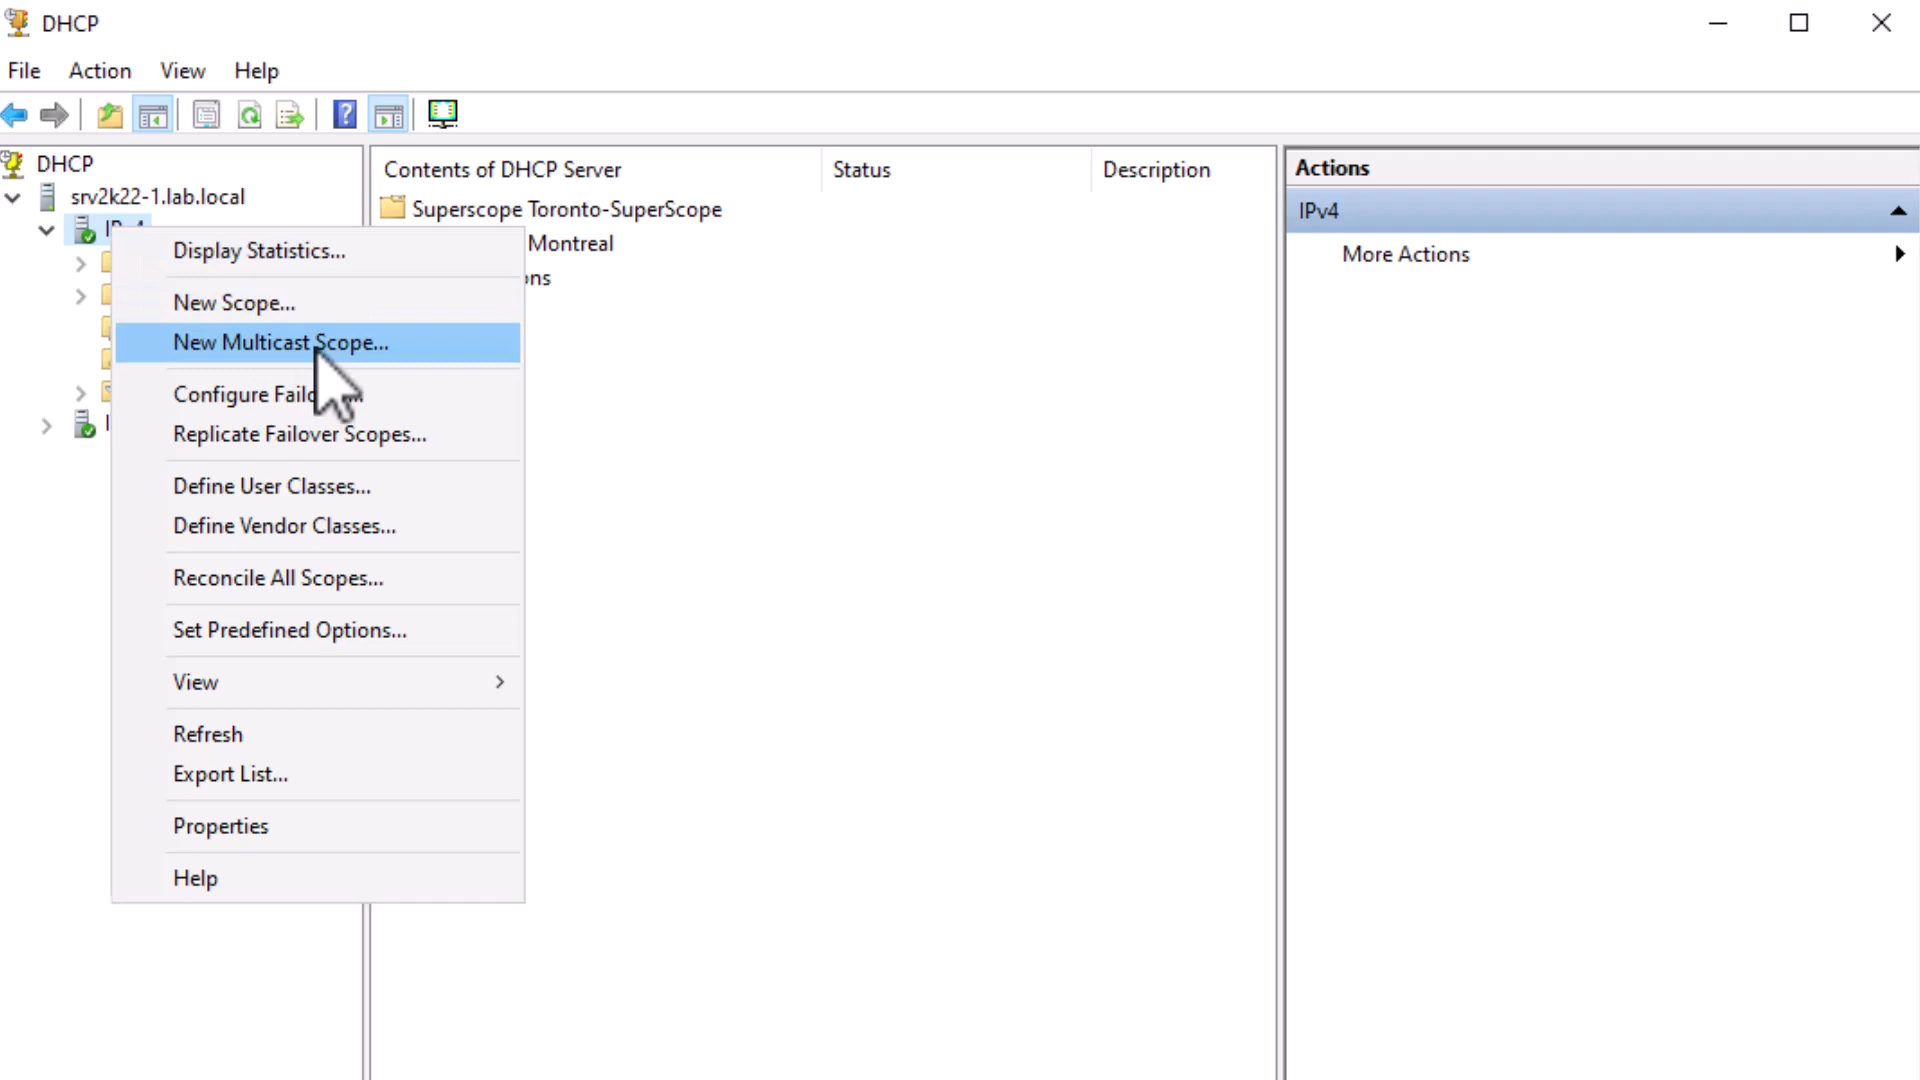 DHCP
File Action View Help
DHCP
srv2k22-1.lab.local
Contents of DHCP Server Status Description
Superscope Toronto-SuperScope
Montreal
Actions
IPv4
More Actions
Display Statistics...
New Scope...
New Multicast Scope...
Configure
Replicate Failover Scopes...
Define User Classes...
Define Vendor Classes...
Reconcile All Scopes...
Set Predefined Options...
View
Refresh
Export List...
Properties
Help